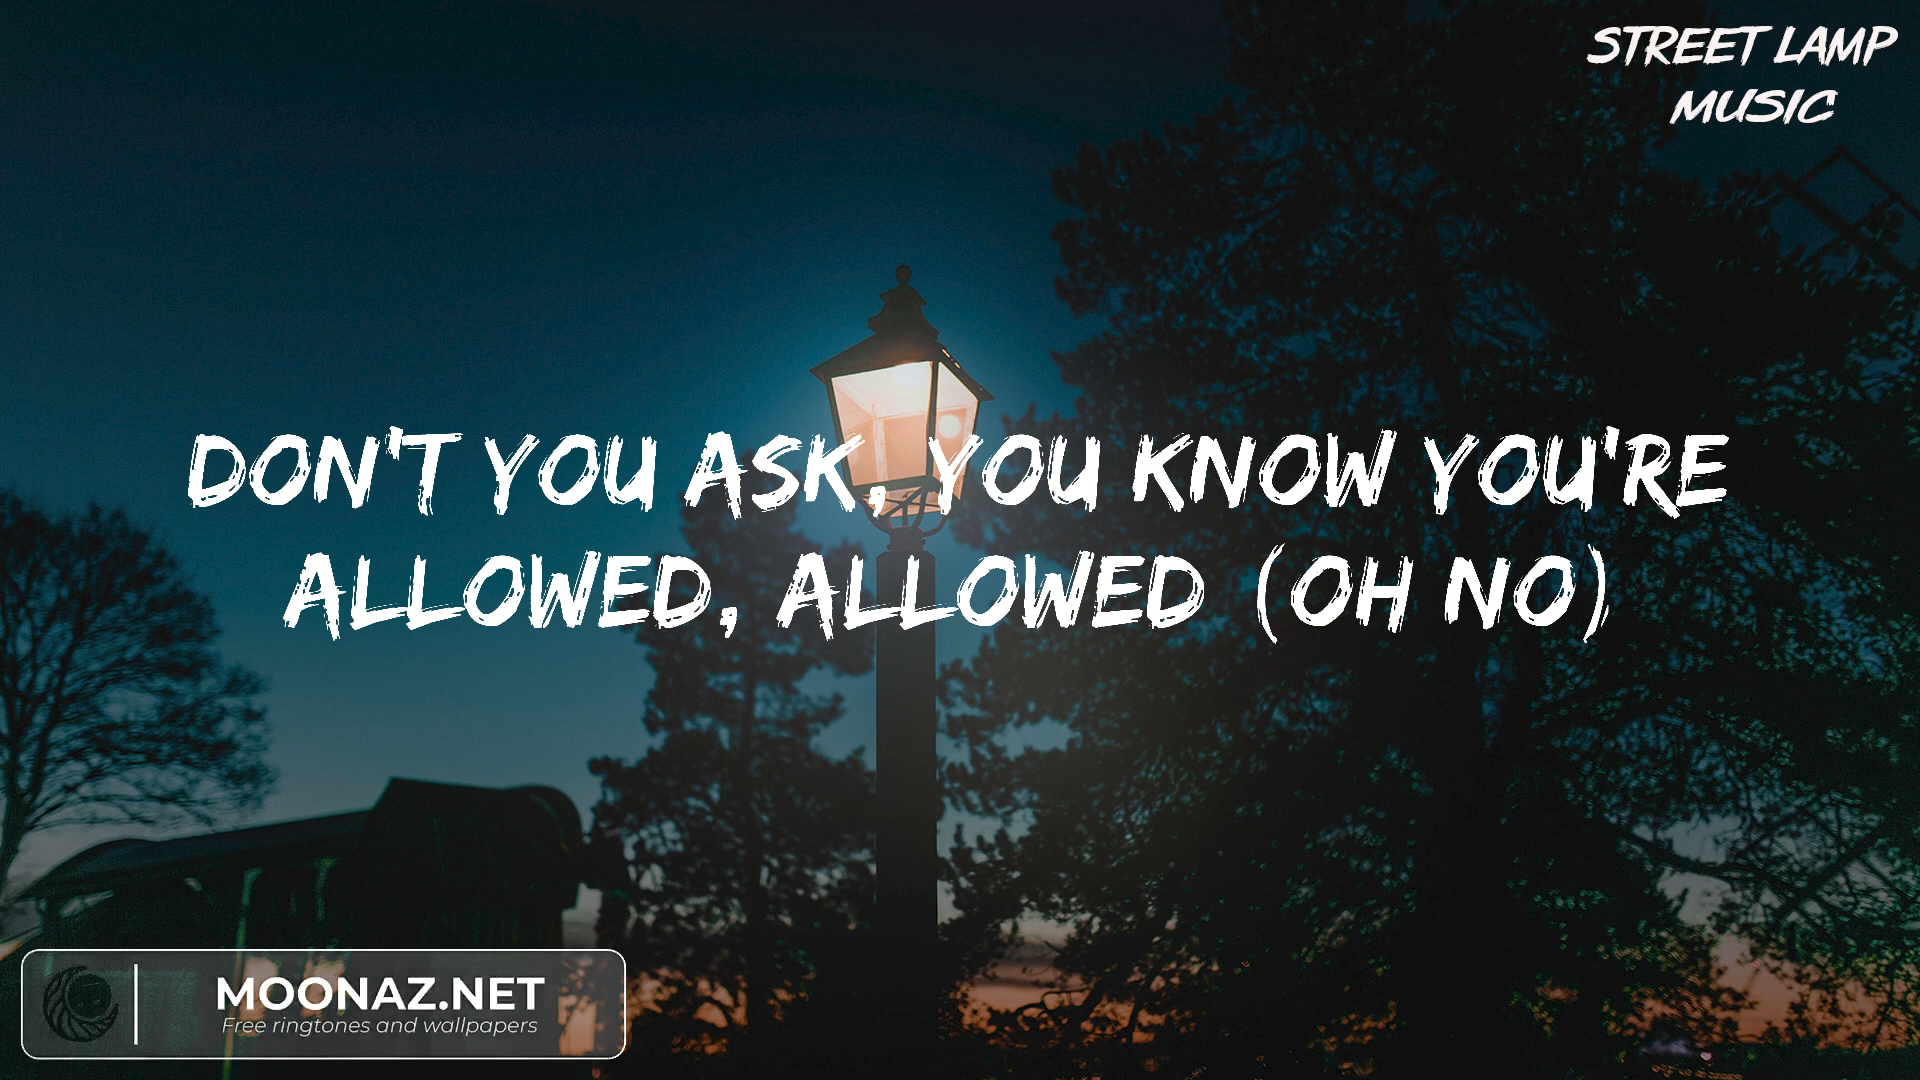 STREET LAMP
MUSIC
DON'T YOU ASK, YOU KNOW YOU'RE
ALLOWED, ALLOWED (OH NO)
MOONAZ.NET
Free ringtones and wallpapers